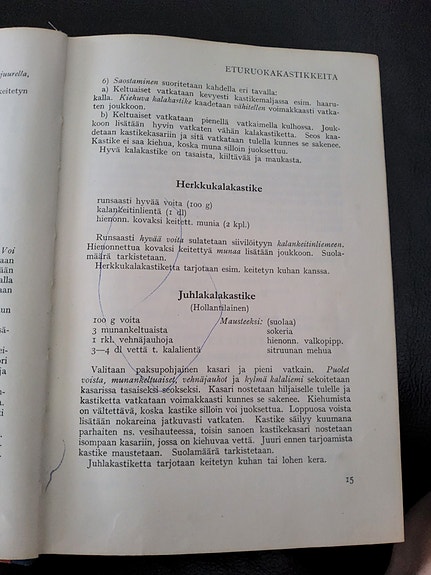 juurella,
keitetyn
Voi
ETURUOKAKASTIKKEITA
6) Saostaminen suoritetaan kahdella eri tavalla:
a) Keltuaiset vatkataan kevyesti kastikemaljassa esim. haaru-
kalla. Kiehuva kalakastike kaadetaan vähitellen voimakkaasti vatka-
ten joukkoon.
b) Keltuaiset vatkataan pienellä vatkaimella kulhossa. Jouk-
koon lisätään hyvin vatkaten vähän kalakastiketta. Seos kaa-
detaan kastikekasariin ja sitä vatkataan tulella kunnes se sakenee.
Kastike ei saa kiehua, koska muna silloin juoksettuu.
Hyvä kalakastike on tasaista, kiiltävää ja maukasta.
Herkkukalakastike
runsaasti hyvää voita (100 g)
kalankeitinlientä (1 dl)
hienonn. kovaksi keitett. munia (2 kpl.)
Runsaasti hyvää voita sulatetaan siivilöityyn kalankeitinliemeen.
Hienonnettua kovaksi keitettyä munaa lisätään joukkoon. Suola-
määrä tarkistetaan.
Herkkukalakastiketta tarjotaan esim. keitetyn kuhan kanssa.
Juhlakalakastike
(Hollantilainen)
100 g voita Mausteeksi: (suolaa)
3 munankeltuaista sokeria
1 rkl. vehnäjauhoja hienonn. valkopipp.
3—4 dl vettä t. kalalientä sitruunan mehua
Valitaan paksupohjainen kasari ja pieni vatkain. Puolet
voista, munankeltuaiset, vehnäjauhot ja kylmä kalaliemi sekoitetaan
kasarissa tasaiseksi seokseksi. Kasari nostetaan hiljaiselle tulelle ja
kastiketta vatkataan voimakkaasti kunnes se sakenee. Kiehumista
on vältettävä, koska kastike silloin voi juoksettua. Loppuosa voista
lisätään nokareina jatkuvasti vatkaten. Kastike säilyy kuumana
parhaiten ns. vesihauteessa, toisin sanoen kastikekasari nostetaan
isompaan kasariin, jossa on kiehuvaa vettä. Juuri ennen tarjoamista
kastike maustetaan. Suolamäärä tarkistetaan.
Juhlakastiketta tarjotaan keitetyn kuhan tai lohen kera.
15